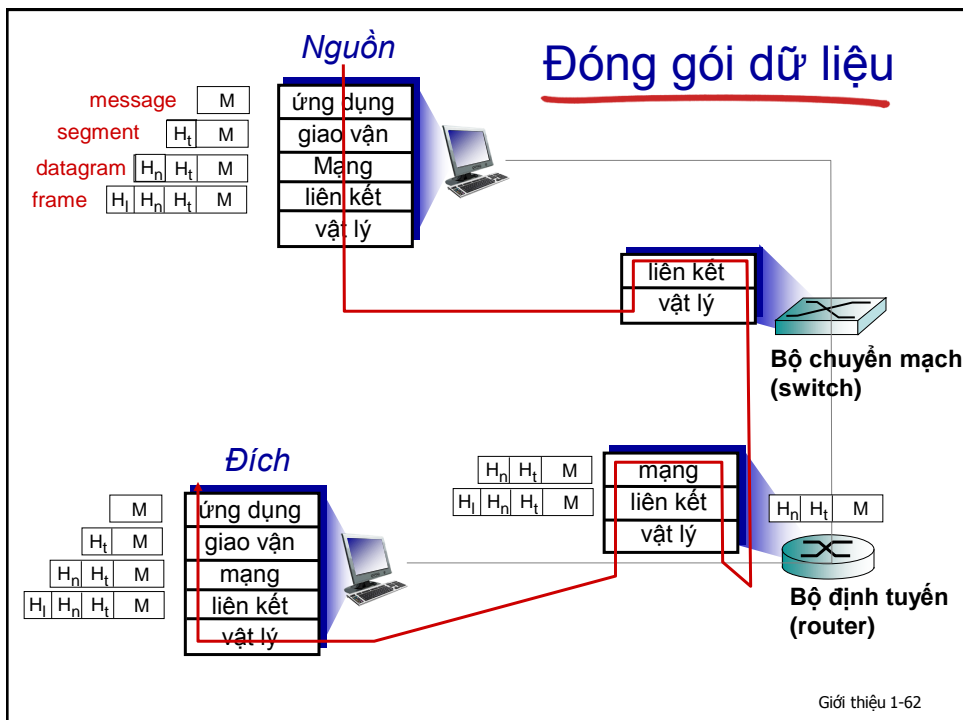 Nguồn
Đóng gói dữ liệu
message M ứng dụng
segment Ht M giao vận
datagram Hn Ht M Mạng
frame Hl Hn Ht M liên kết
vật lý
liên kết
vật lý
Bộ chuyển mạch
(switch)
Đích
Hn Ht M mạng
Hl Hn Ht M liên kết
vật lý
Hn Ht M
Bộ định tuyến
(router)
M ứng dụng
Ht M giao vận
Hn Ht M mạng
Hl Hn Ht M liên kết
vật lý
Giới thiệu 1-62